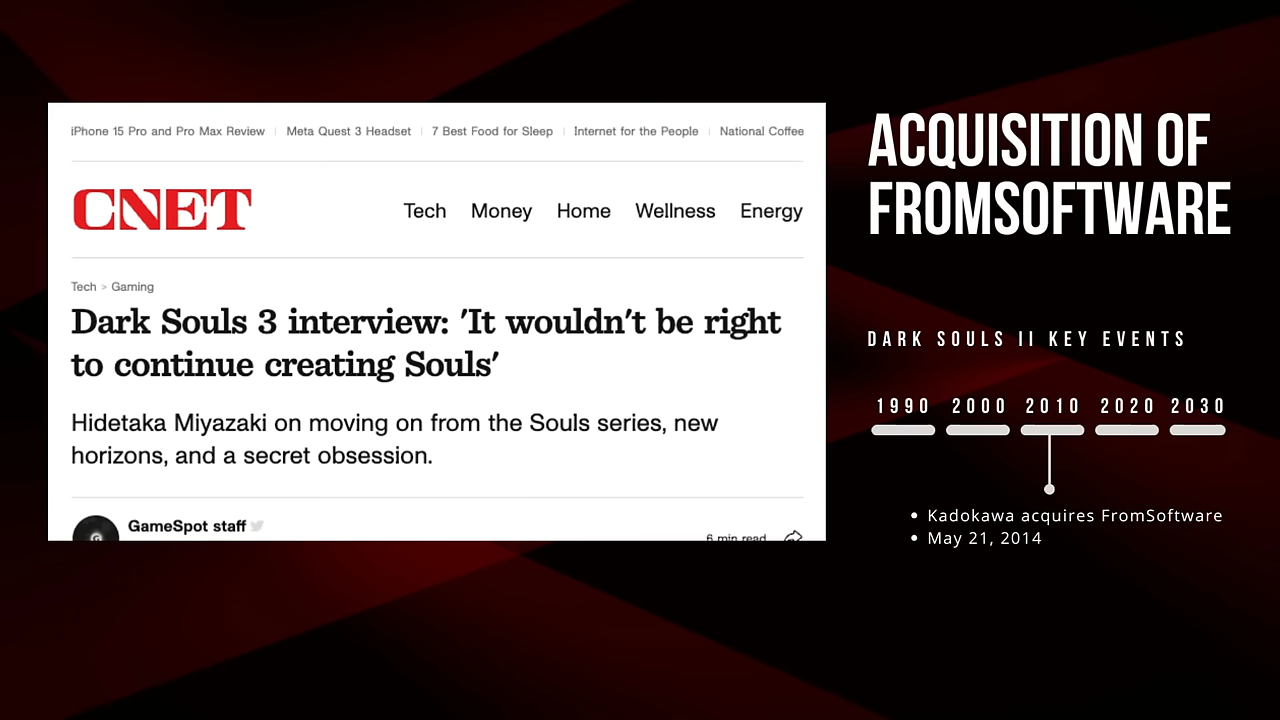 iPhone 15 Pro and Pro Max Review | Meta Quest 3 Headset | 7 Best Food for Sleep | Internet for the People | National Coffee
CNET
Tech Money Home Wellness Energy
Tech > Gaming
Dark Souls 3 interview: 'It wouldn't be right
to continue creating Souls'
Hidetaka Miyazaki on moving on from the Souls series, new
horizons, and a secret obsession.
GameSpot staff
6 min read
ACQUISITION OF
FROMSOFTWARE
DARK SOULS II KEY EVENTS
1990 2000 2010 2020 2030
• Kadokawa acquires FromSoftware
• May 21, 2014